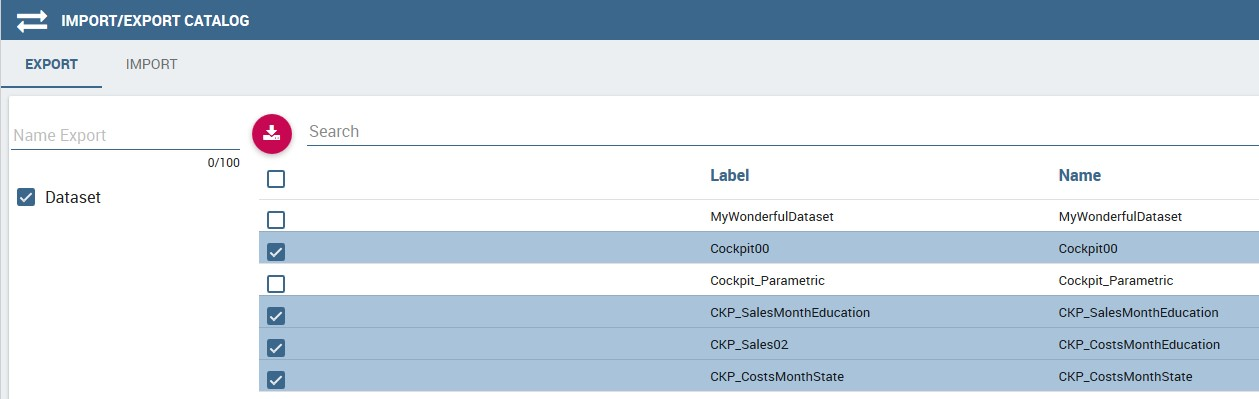 IMPORT/EXPORT CATALOG
EXPORT IMPORT
Name Export
Search
0/100
Dataset
Label Name
MyWonderfulDataset MyWonderfulDataset
Cockpit00 Cockpit00
Cockpit_Parametric Cockpit_Parametric
CKP_SalesMonthEducation CKP_SalesMonthEducation
CKP_Sales02 CKP_CostsMonthEducation
CKP_CostsMonthState CKP_CostsMonthState